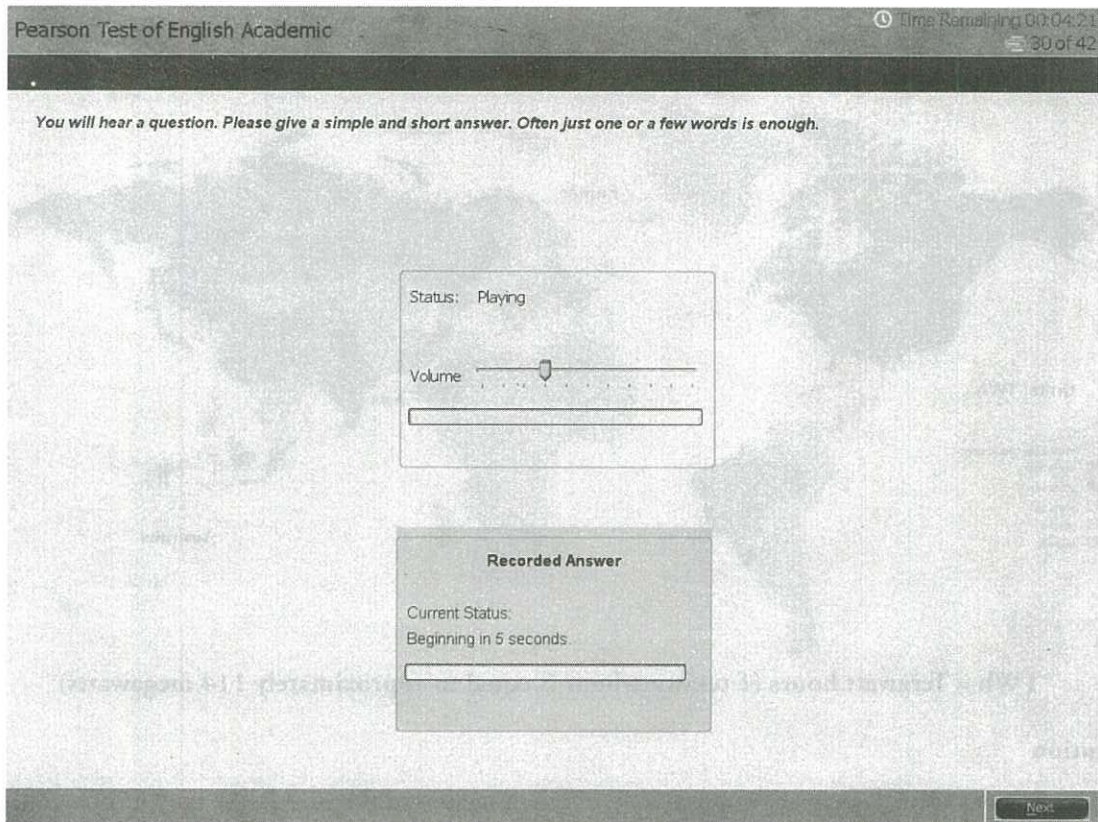 Pearson Test of English Academic
Time Remaining 00:04:21
30 of 42
You will hear a question. Please give a simple and short answer. Often just one or a few words is enough.
Status: Playing
Volume
Recorded Answer
Current Status:
Beginning in 5 seconds.
Next